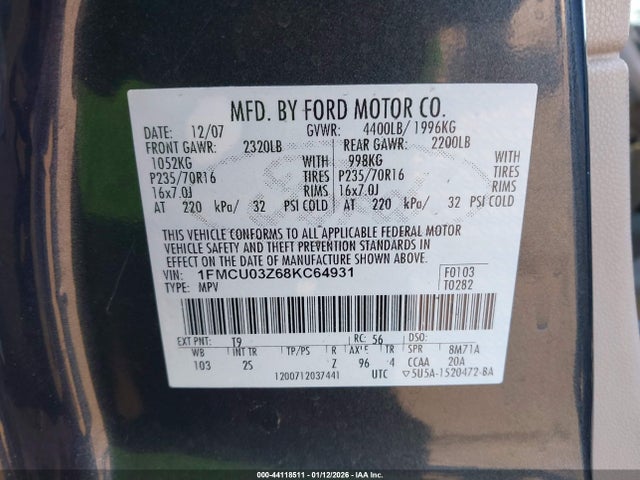 MFD. BY FORD MOTOR CO.
DATE: 12/07 GVWR: 4400LB/ 1996KG
FRONT GAWR: 2320LB REAR GAWR: 2200LB
1052KG WITH 998KG WITH
P235/70R16 TIRES P235/70R16 TIRES
16x7.0J RIMS 16x7.0J RIMS
AT 220 kPa/ 32 PSI COLD AT 220 kPa/ 32 PSI COLD
THIS VEHICLE CONFORMS TO ALL APPLICABLE FEDERAL MOTOR
VEHICLE SAFETY AND THEFT PREVENTION STANDARDS IN
EFFECT ON THE DATE OF MANUFACTURE SHOWN ABOVE.
VIN: 1FMCU03Z68KC64931 F0103
TYPE: MPV T0282
EXT PNT: T9 RC: 56 DSO:
WB INT TR TP/PS R AXLE TR SPR 8M71A
103 2S Z 96 4 CCAA 20A
1200712037441 UTC 5U5A-1520472-BA
000-44118511 - 01/12/2026 - IAAI.COM